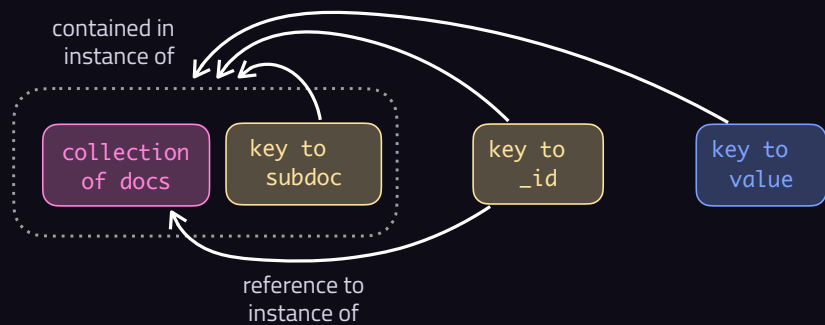 contained in
instance of
collection
of docs
key to
subdoc
key to
_id
key to
value
reference to
instance of